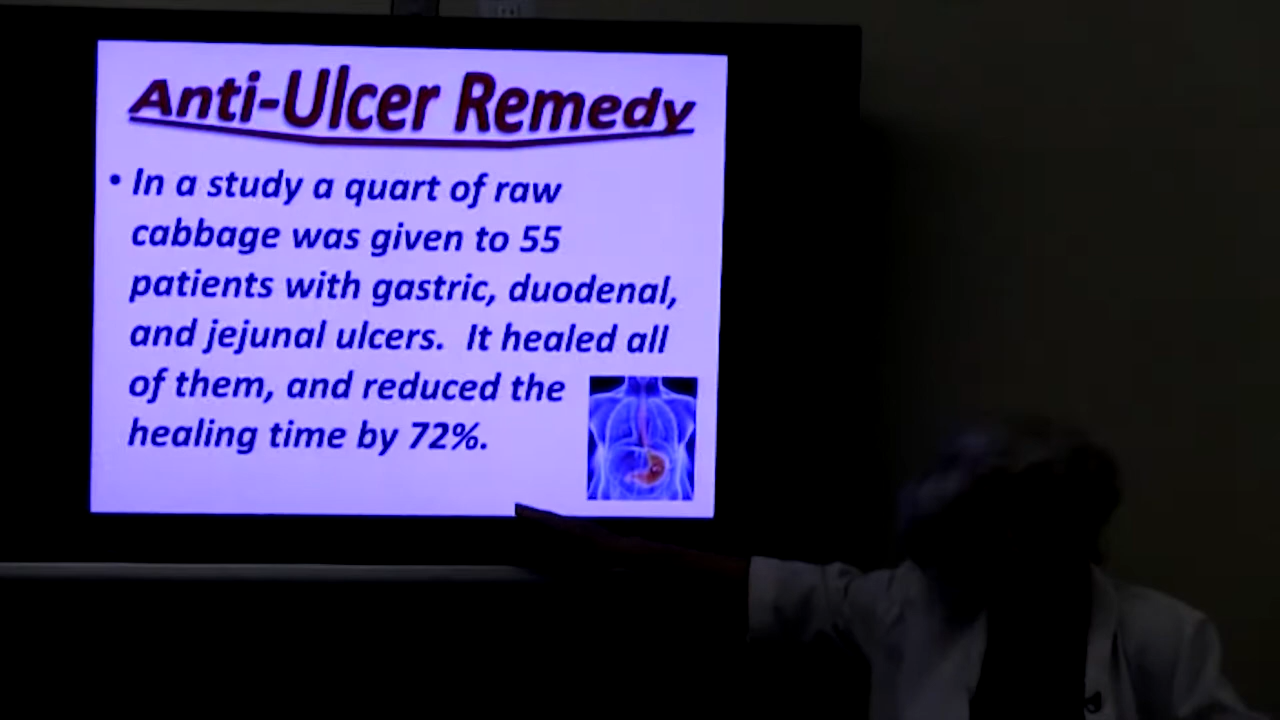 Anti-Ulcer Remedy
• In a study a quart of raw
cabbage was given to 55
patients with gastric, duodenal,
and jejunal ulcers.  It healed all
of them, and reduced the
healing time by 72%.